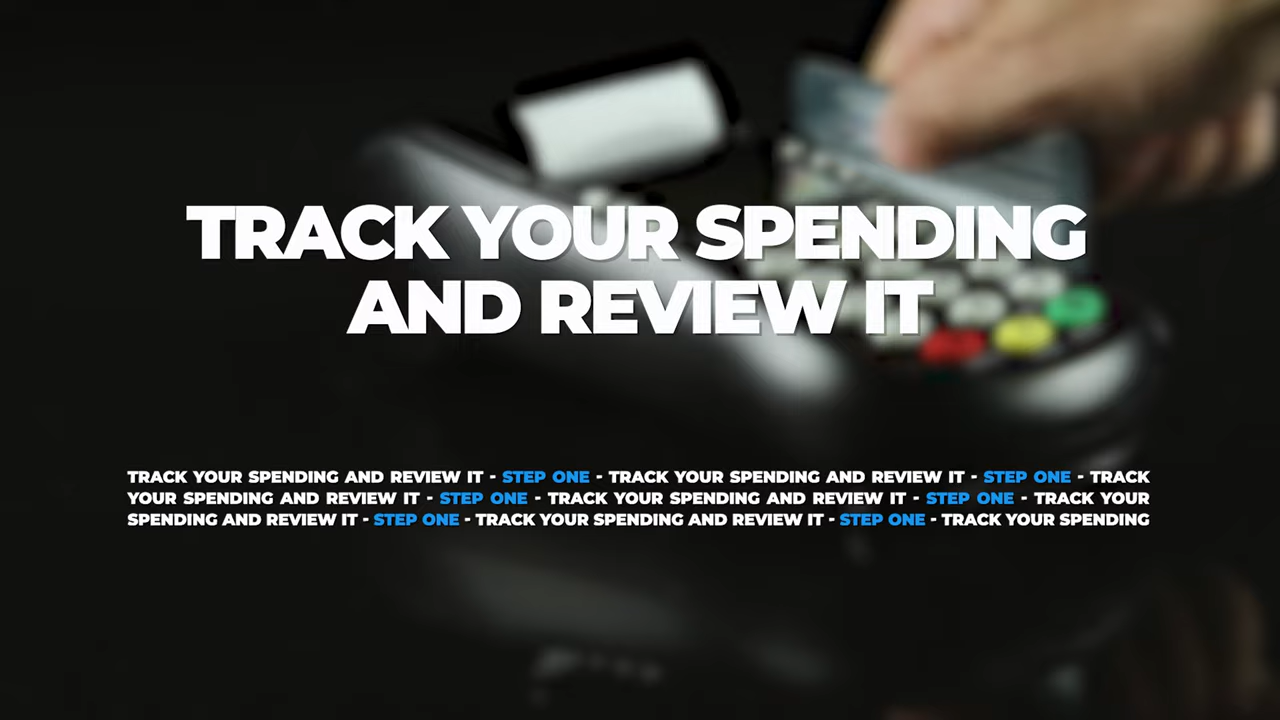 TRACK YOUR SPENDING
AND REVIEW IT
TRACK YOUR SPENDING AND REVIEW IT - STEP ONE - TRACK YOUR SPENDING AND REVIEW IT - STEP ONE - TRACK
YOUR SPENDING AND REVIEW IT - STEP ONE - TRACK YOUR SPENDING AND REVIEW IT - STEP ONE - TRACK YOUR
SPENDING AND REVIEW IT - STEP ONE - TRACK YOUR SPENDING AND REVIEW IT - STEP ONE - TRACK YOUR SPENDING